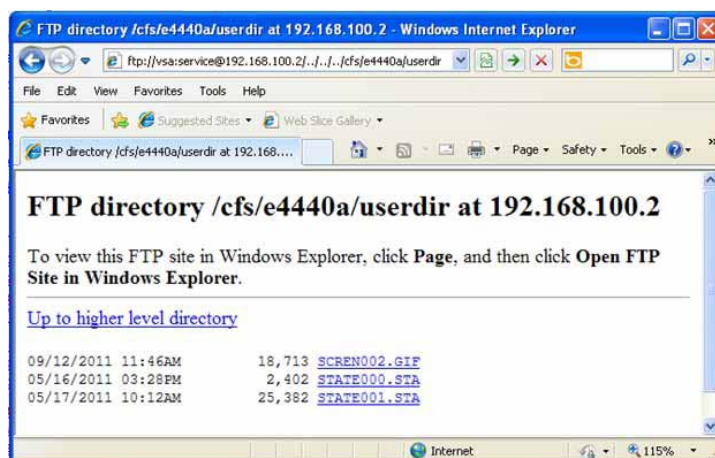 FTP directory /cfs/e4440a/userdir at 192.168.100.2 - Windows Internet Explorer
ftp://vsa:service@192.168.100.2/../../../cfs/e4440a/userdir
File Edit View Favorites Tools Help
Favorites Suggested Sites Web Slice Gallery
FTP directory /cfs/e4440a/userdir at 192.168.... Page Safety Tools »
FTP directory /cfs/e4440a/userdir at 192.168.100.2
To view this FTP site in Windows Explorer, click Page, and then click Open FTP
Site in Windows Explorer.
Up to higher level directory
09/12/2011 11:46AM 18,713 SCREN002.GIF
05/16/2011 03:28PM 2,402 STATE000.STA
05/17/2011 10:12AM 25,382 STATE001.STA
Internet 115%